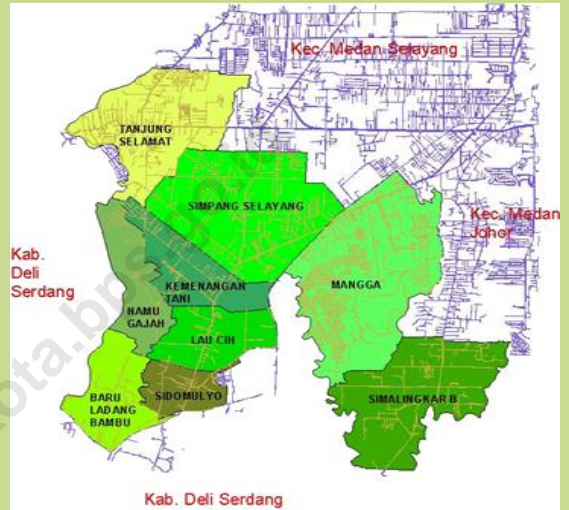 Kec. Medan Selayang
TANJUNG
SELAMAT
SIMPANG SELAYANG
Kec. Medan
Johor
Kab.
Deli
Serdang
KEMENANGAN
TANI
MANGGA
NAMU
GAJAH
LAU CIH
BARU
LADANG
BAMBU
SIDOMULYO
SIMALINGKAR B
Kab. Deli Serdang